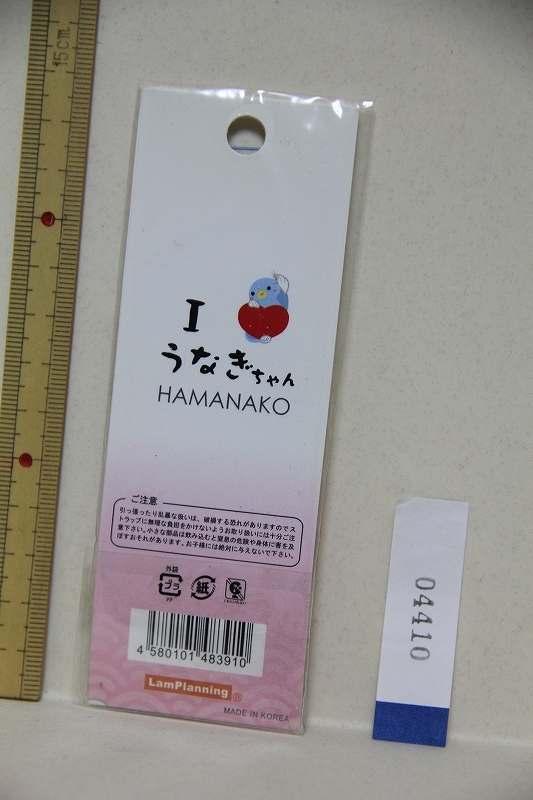 15cm
I
うなぎちゃん
HAMANAKO
ご注意
引っ張ったり乱暴な扱いは、破損する恐れがありますのでス
トラップに無理な負担をかけないようお取り扱いには十分ご注
意下さい。小さな部品は飲み込むと窒息の危険や身体に害を及
ぼすおそれがあります。お子様には絶対に与えないで下さい。
外袋
プラ
PP
紙
4 580101 483910
LamPlanning
MADE IN KOREA
04410